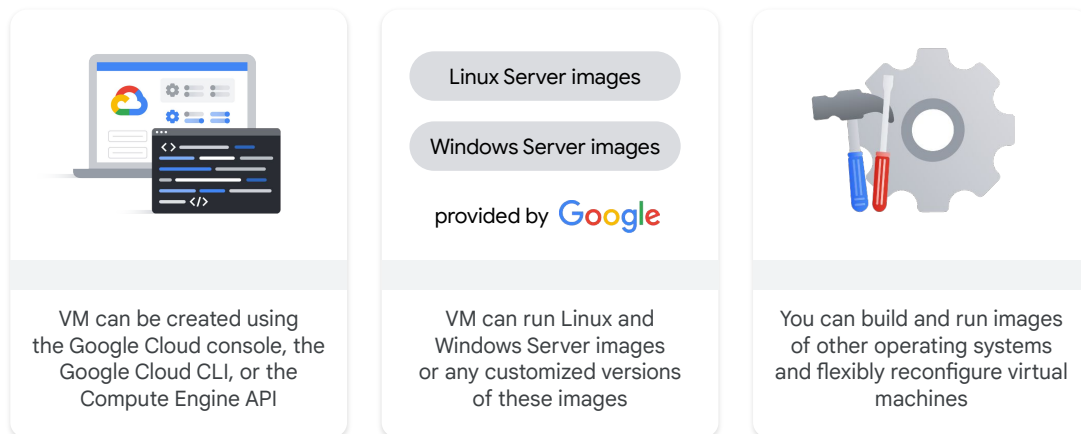 VM can be created using
the Google Cloud console, the
Google Cloud CLI, or the
Compute Engine API
Linux Server images
Windows Server images
provided by Google
VM can run Linux and
Windows Server images
or any customized versions
of these images
You can build and run images
of other operating systems
and flexibly reconfigure virtual
machines